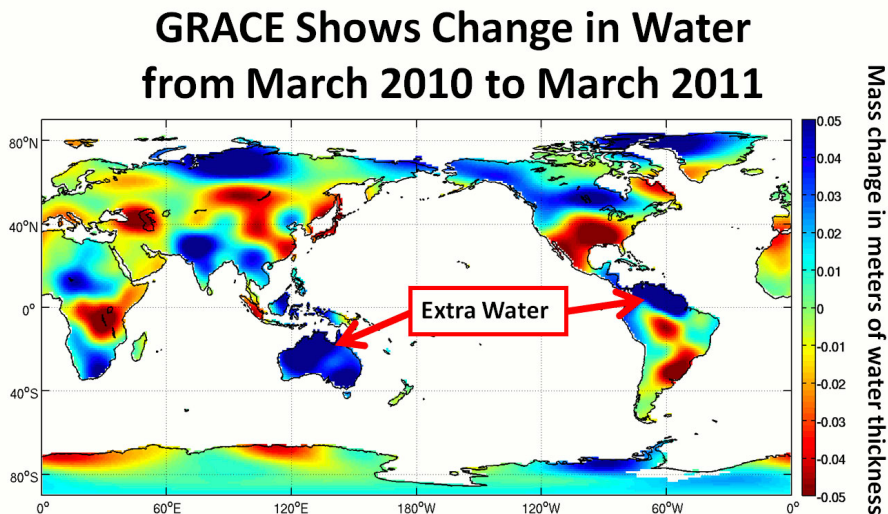 GRACE Shows Change in Water
from March 2010 to March 2011
80°N
40°N
0°
40°S
80°S
0°
60°E
120°E
180°W
120°W
60°W
0°
Extra Water
0.05
0.04
0.03
0.02
0.01
0
-0.01
-0.02
-0.03
-0.04
-0.05
Mass change in meters of water thickness